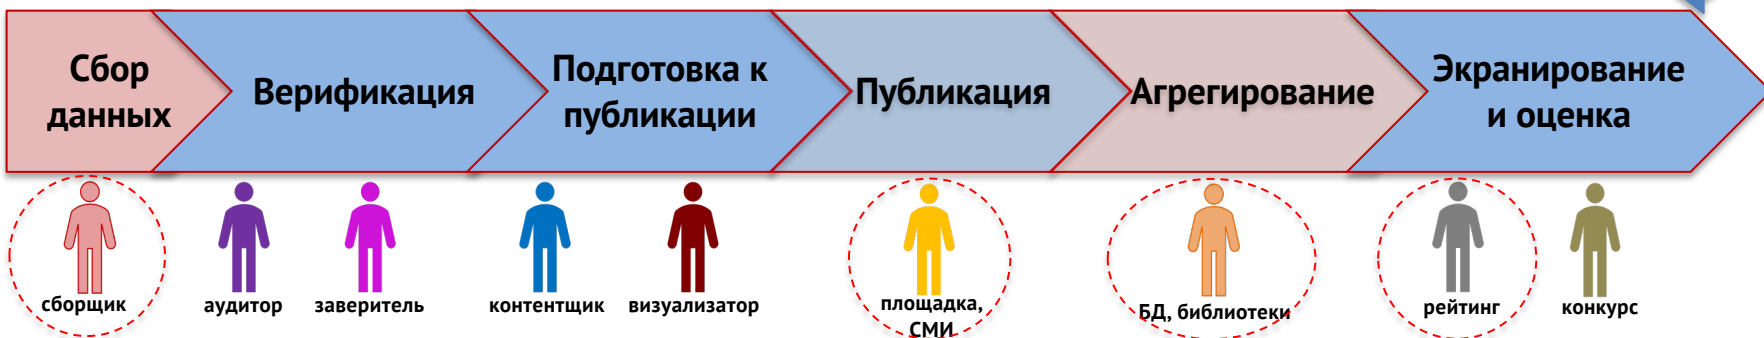 Сбор
данных
Верификация
Подготовка к
публикации
Публикация
Агрегирование
Экранирование
и оценка
сборщик
аудитор
заверитель
контентщик
визуализатор
площадка,
СМИ
БД, библиотеки
рейтинг
конкурс